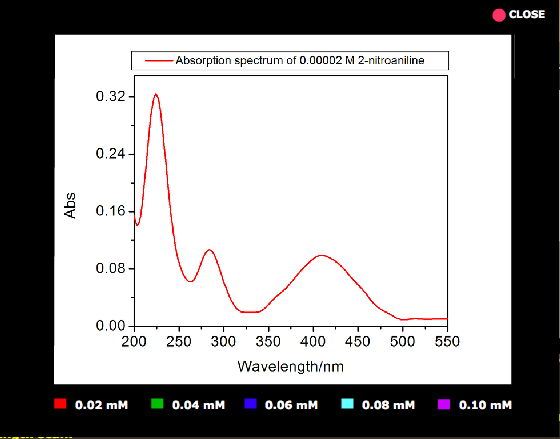 CLOSE
Absorption spectrum of 0.00002 M 2-nitroaniline
0.32
0.24
0.16
0.08
0.00
Abs
200 250 300 350 400 450 500 550
Wavelength/nm
0.02 mM 0.04 mM 0.06 mM 0.08 mM 0.10 mM